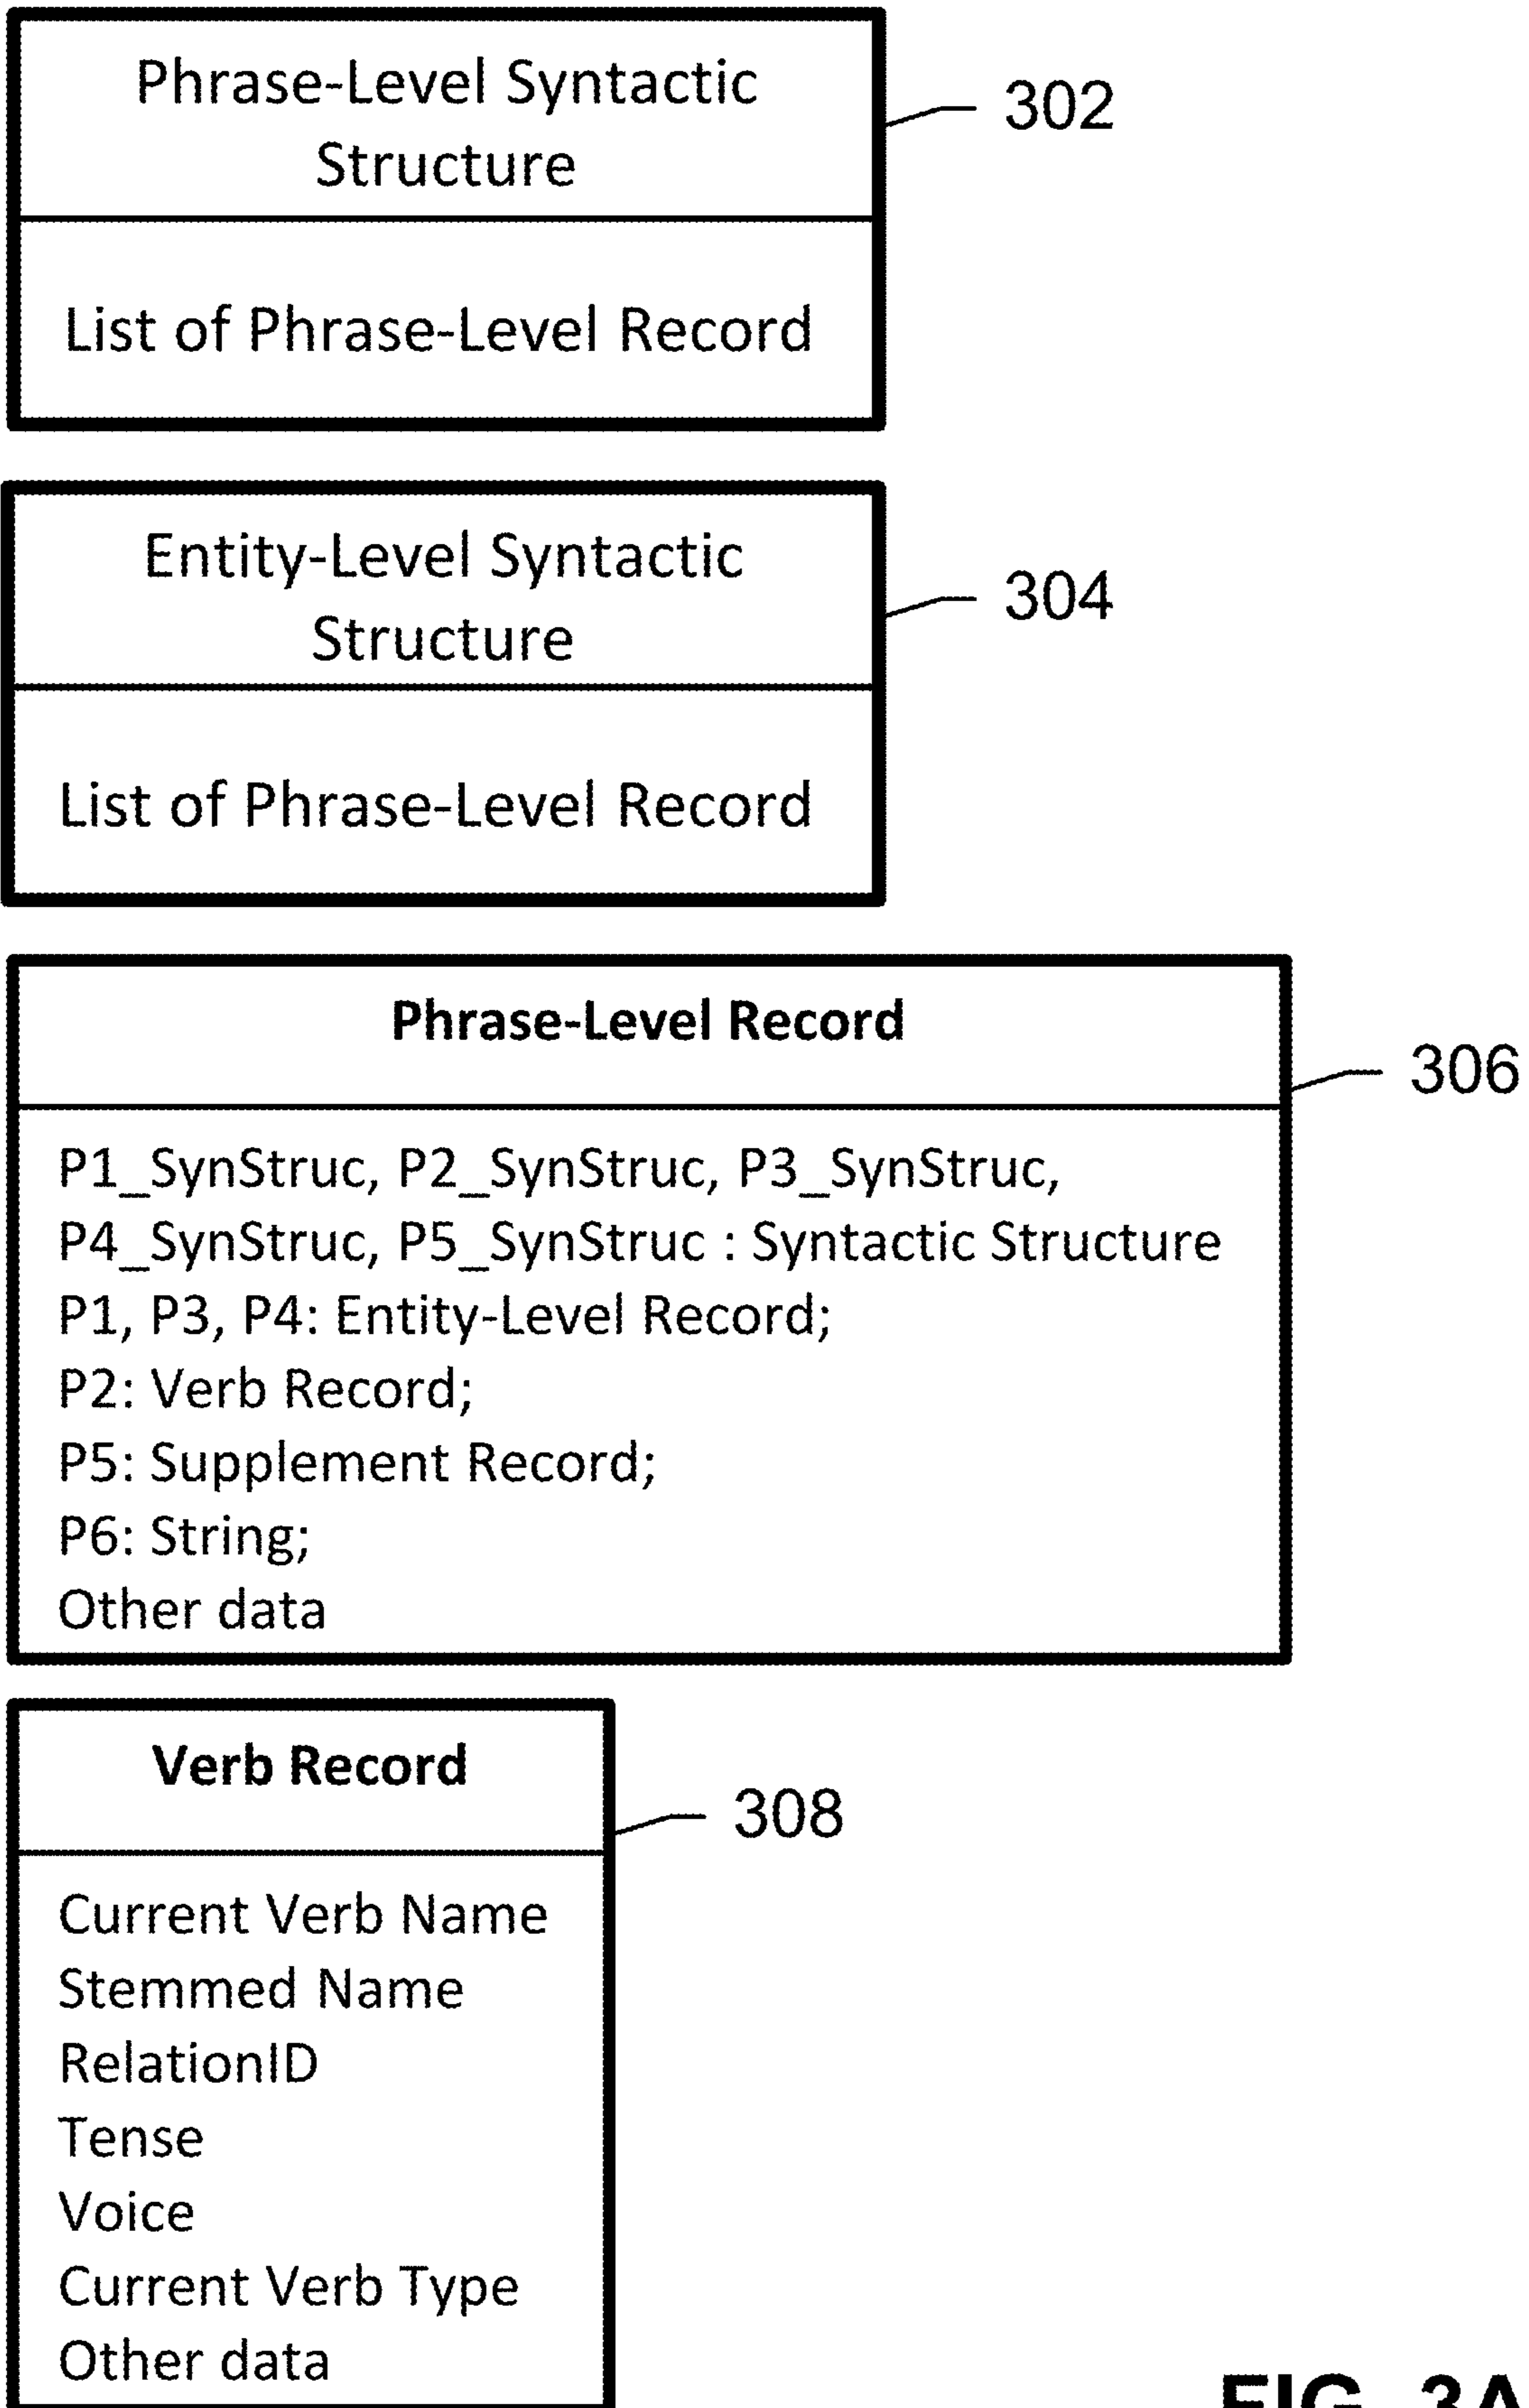 Phrase-Level Syntactic
Structure
302
List of Phrase-Level Record
Entity-Level Syntactic
Structure
304
List of Phrase-Level Record
Phrase-Level Record
306
P1_SynStruc, P2_SynStruc, P3_SynStruc,
P4_SynStruc, P5_SynStruc : Syntactic Structure
P1, P3, P4: Entity-Level Record;
P2: Verb Record;
P5: Supplement Record;
P6: String;
Other data
Verb Record
308
Current Verb Name
Stemmed Name
RelationID
Tense
Voice
Current Verb Type
Other data
FIG. 3A